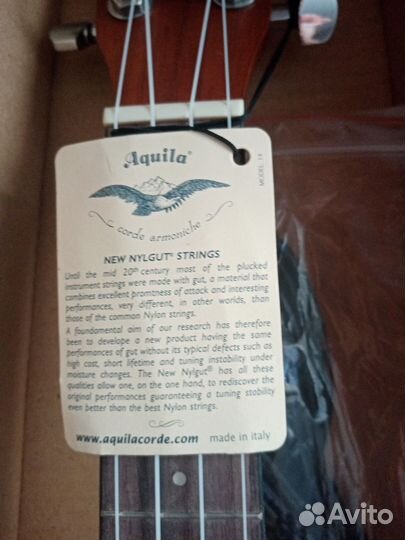 Aquila®
corde armoniche
MODEL: 14
NEW NYLGUT® STRINGS
Until the mid 20th century most of the plucked
instrument strings were made with gut, a material that
combines excellent promtness of attack and interesting
performances, very different, in other words, than
those of the common Nylon strings.
A foundamental aim of our research has therefore
been to develope a new product having the same
performances of gut without its typical defects such as
high cost, short lifetime and tuning instability under
moisture changes. The New Nylgut® has all these
qualities allow one, on the one hand, to rediscover the
original performances guaranteeing a tuning stability
even better than the best Nylon strings.
www.aquilacorde.com made in italy
Avito